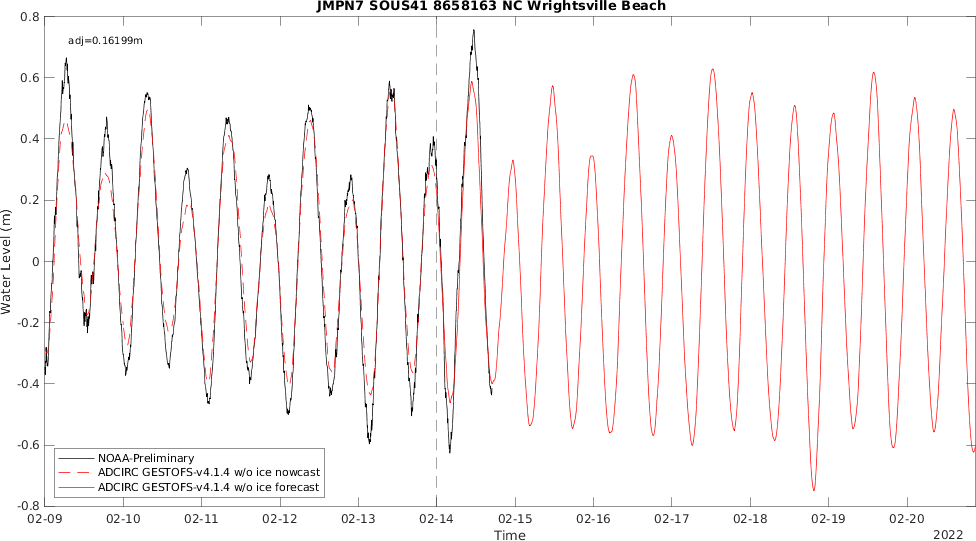 JMPN7 SOUS41 8658163 NC Wrightsville Beach
adj=0.16199m
0.8
0.6
0.4
0.2
0
-0.2
-0.4
-0.6
-0.8
Water Level (m)
NOAA-Preliminary
ADCIRC GESTOFS-v4.1.4 w/o ice nowcast
ADCIRC GESTOFS-v4.1.4 w/o ice forecast
02-09 02-10 02-11 02-12 02-13 02-14 02-15 02-16 02-17 02-18 02-19 02-20
Time
2022